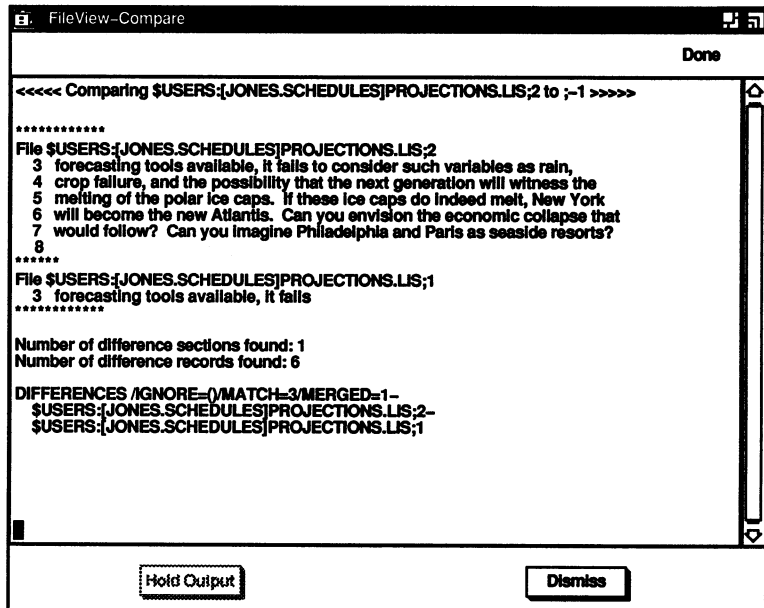 FileView–Compare
Done
<<<<< Comparing $USERS:[JONES.SCHEDULES]PROJECTIONS.LIS;2 to ;–1 >>>>>
************
File $USERS:[JONES.SCHEDULES]PROJECTIONS.LIS;2
3 forecasting tools available, it fails to consider such variables as rain,
4 crop failure, and the possibility that the next generation will witness the
5 melting of the polar ice caps. If these ice caps do indeed melt, New York
6 will become the new Atlantis. Can you envision the economic collapse that
7 would follow? Can you imagine Philadelphia and Paris as seaside resorts?
8
******
File $USERS:[JONES.SCHEDULES]PROJECTIONS.LIS;1
3 forecasting tools available, it fails
************
Number of difference sections found: 1
Number of difference records found: 6
DIFFERENCES /IGNORE=()/MATCH=3/MERGED=1–
$USERS:[JONES.SCHEDULES]PROJECTIONS.LIS;2–
$USERS:[JONES.SCHEDULES]PROJECTIONS.LIS;1
Hold Output
Dismiss